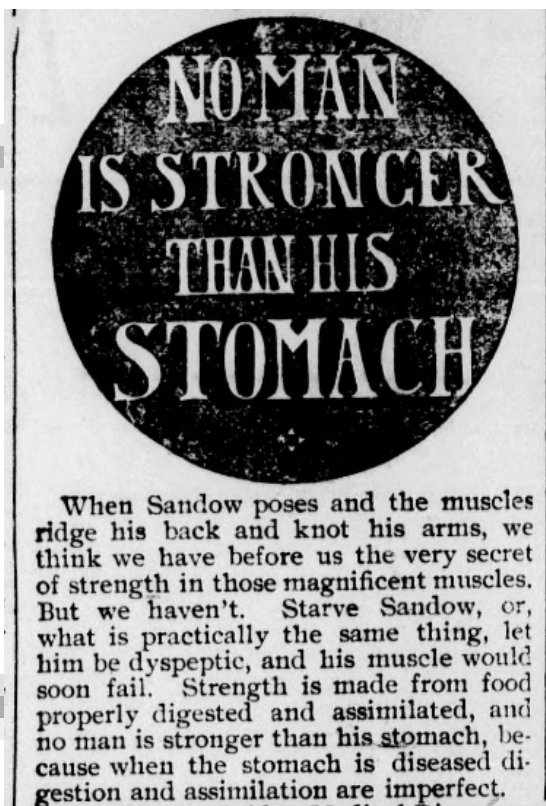 NO MAN
IS STRONGER
THAN HIS
STOMACH
When Sandow poses and the muscles
ridge his back and knot his arms, we
think we have before us the very secret
of strength in those magnificent muscles.
But we haven't. Starve Sandow, or,
what is practically the same thing, let
him be dyspeptic, and his muscle would
soon fail. Strength is made from food
properly digested and assimilated, and
no man is stronger than his stomach, be-
cause when the stomach is diseased di-
gestion and assimilation are imperfect.